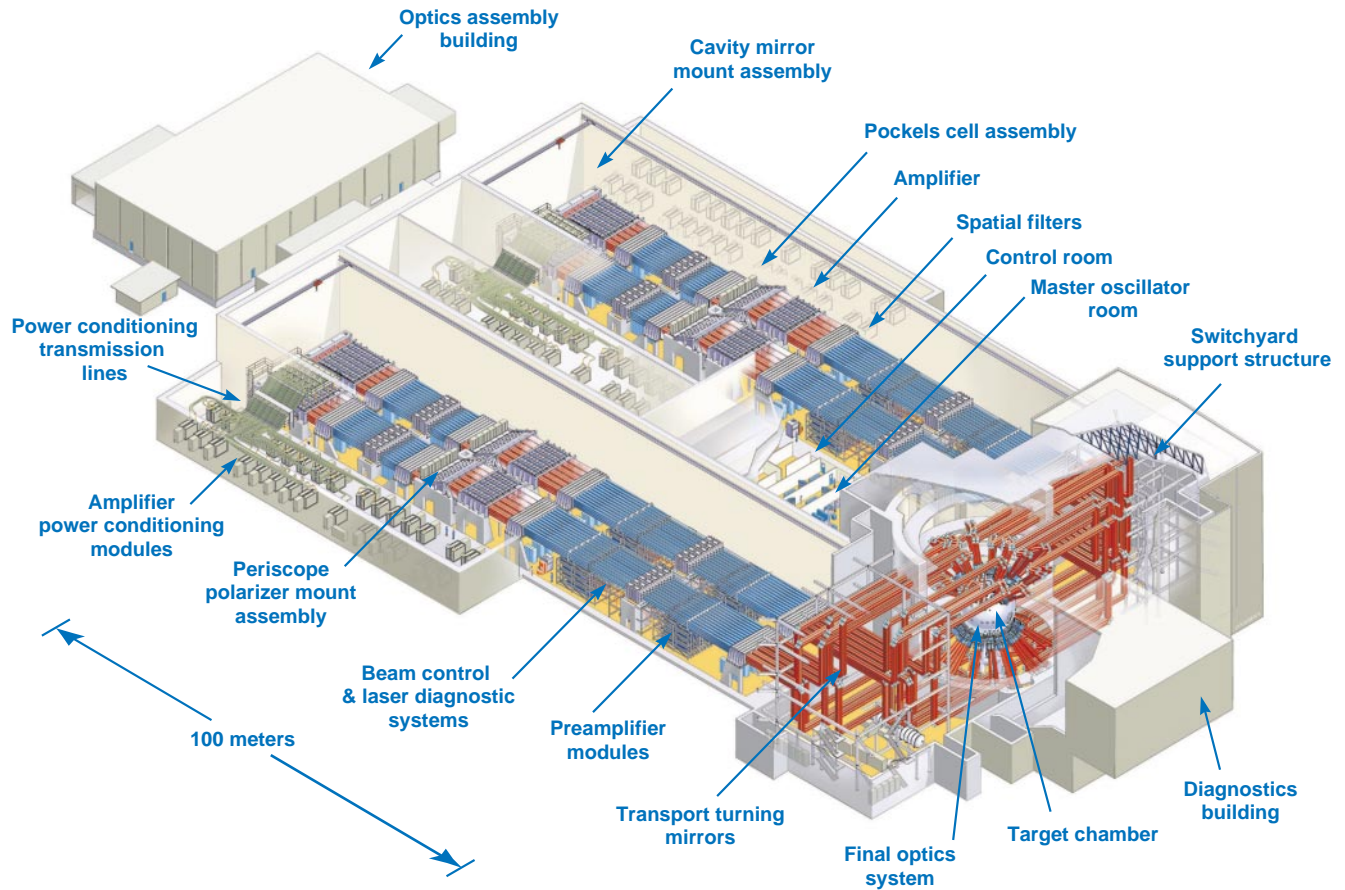 Optics assembly
building
Cavity mirror
mount assembly
Pockels cell assembly
Amplifier
Spatial filters
Control room
Master oscillator
room
Switchyard
support structure
Power conditioning
transmission
lines
Amplifier
power conditioning
modules
Periscope
polarizer mount
assembly
Beam control
& laser diagnostic
systems
Preamplifier
modules
100 meters
Transport turning
mirrors
Final optics
system
Target chamber
Diagnostics
building